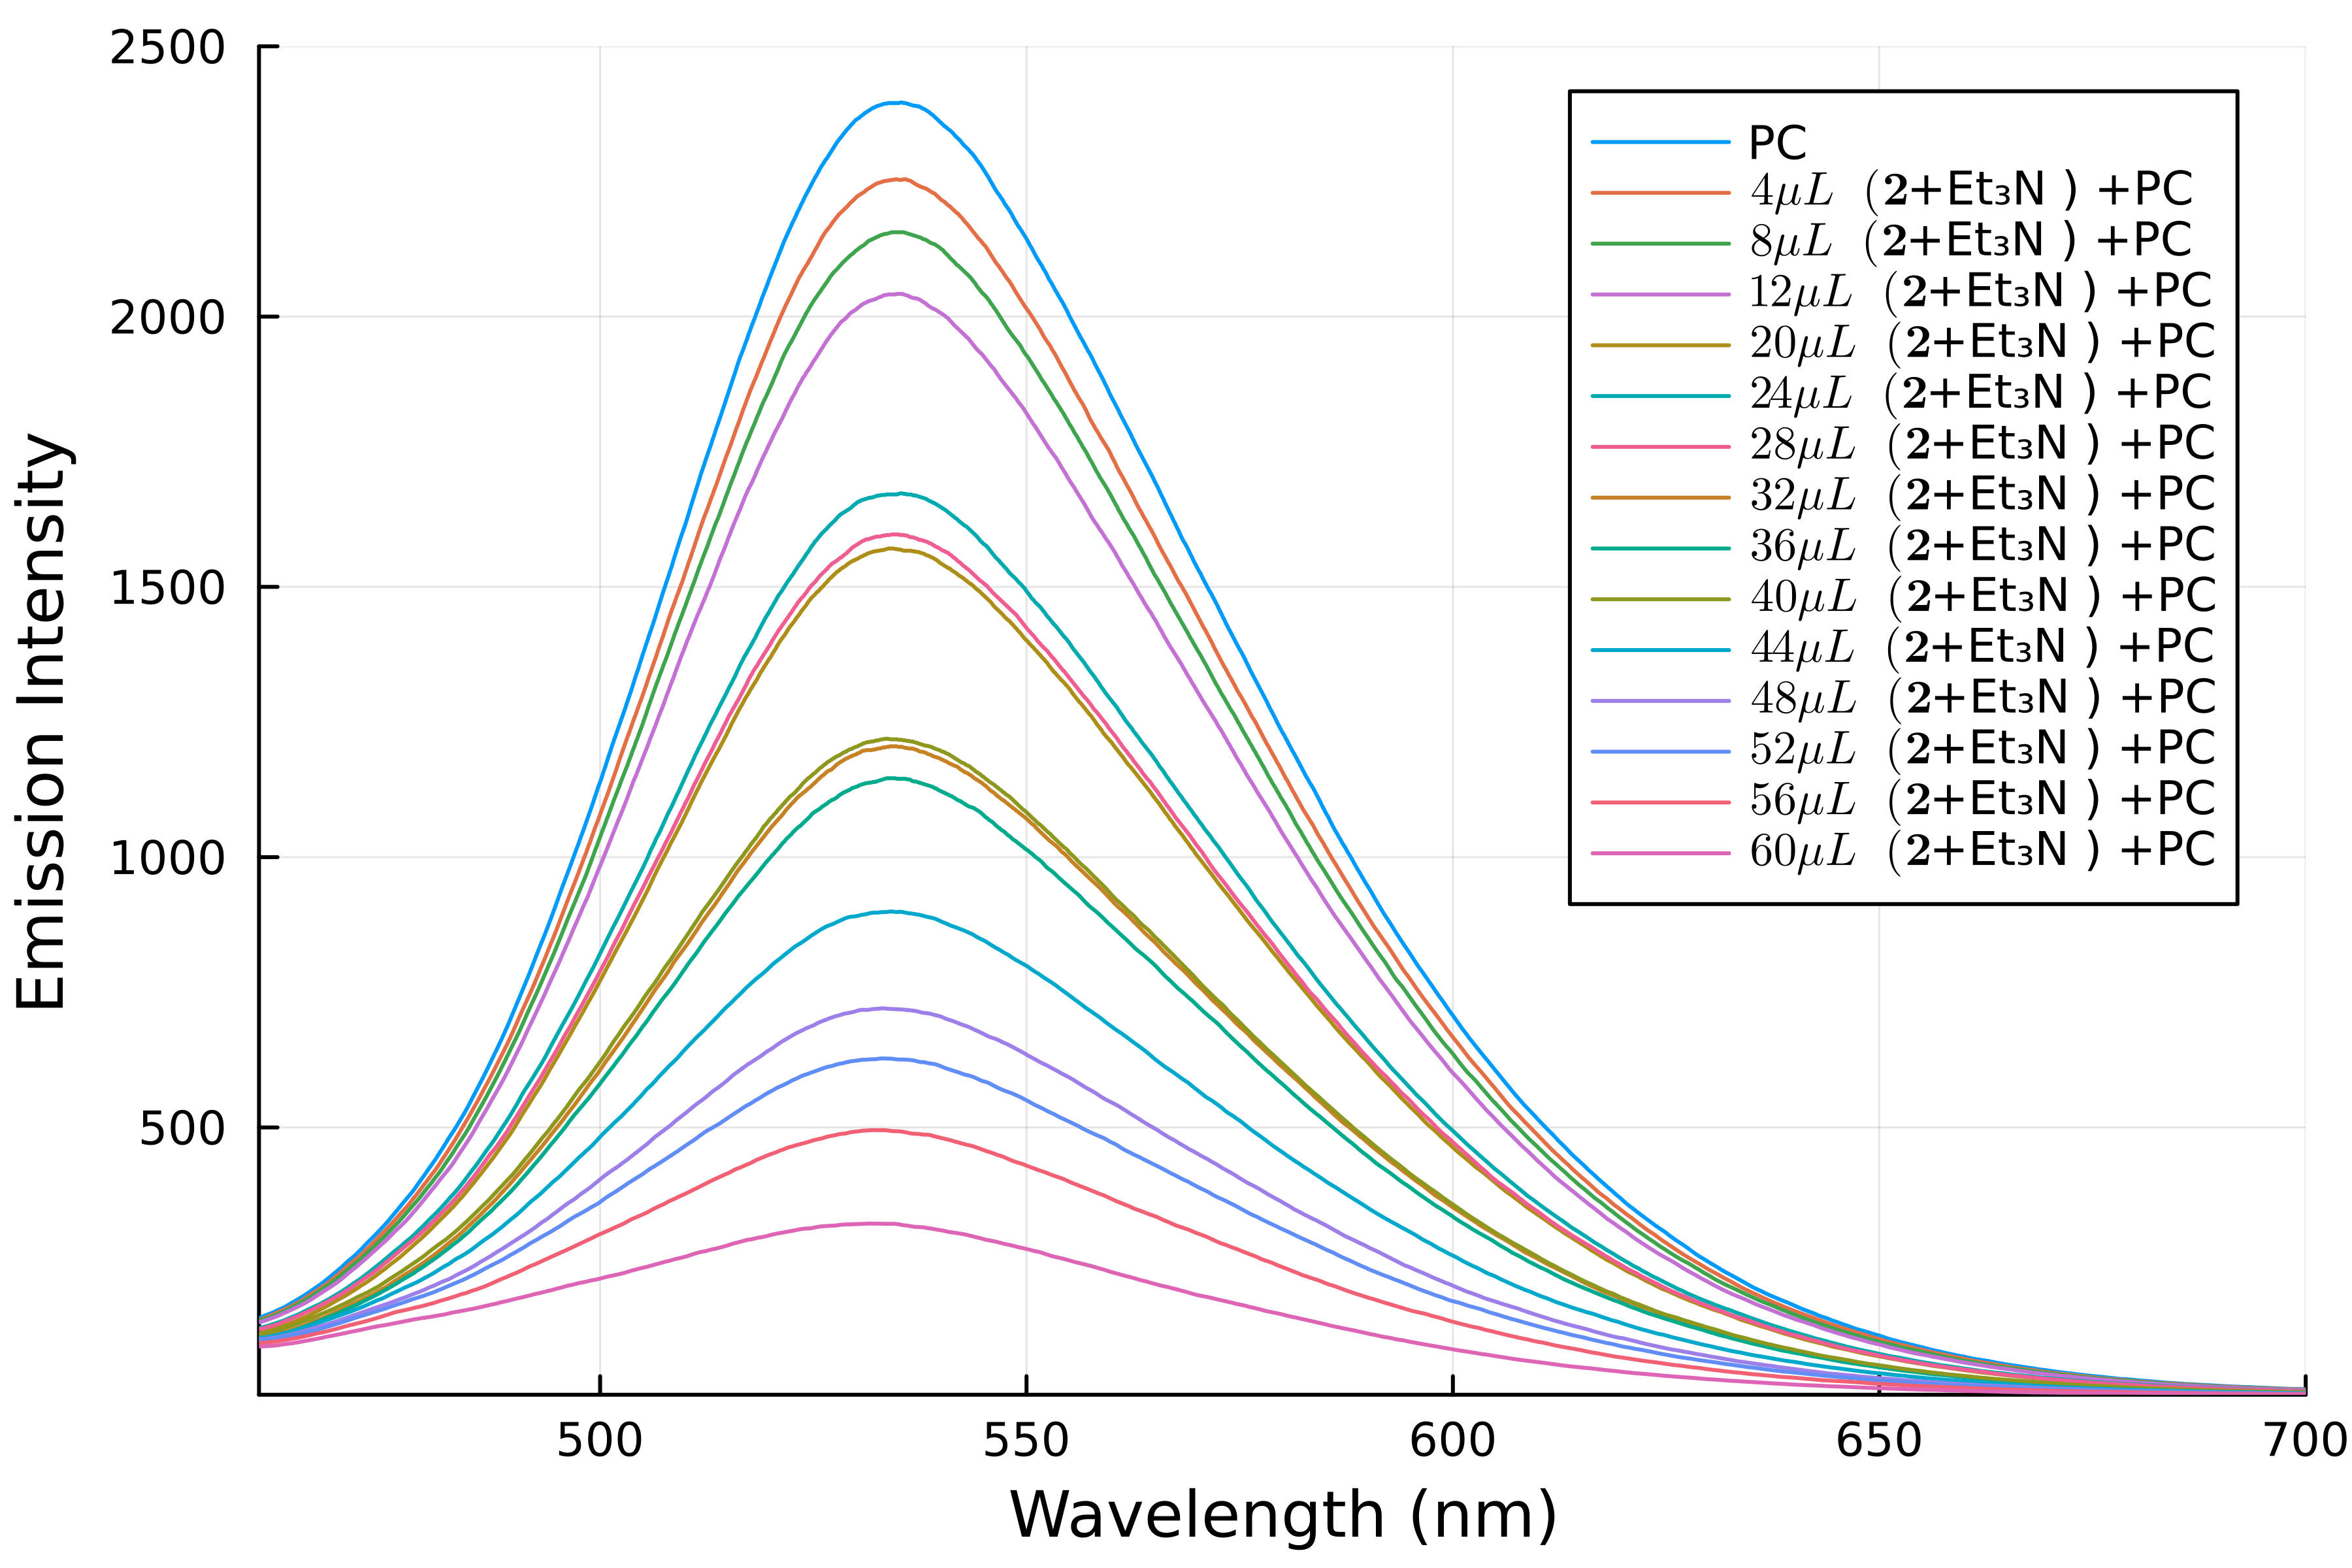 2500
2000
1500
1000
500
Emission Intensity
PC
4μL (2+Et₃N ) +PC
8μL (2+Et₃N ) +PC
12μL (2+Et₃N ) +PC
20μL (2+Et₃N ) +PC
24μL (2+Et₃N ) +PC
28μL (2+Et₃N ) +PC
32μL (2+Et₃N ) +PC
36μL (2+Et₃N ) +PC
40μL (2+Et₃N ) +PC
44μL (2+Et₃N ) +PC
48μL (2+Et₃N ) +PC
52μL (2+Et₃N ) +PC
56μL (2+Et₃N ) +PC
60μL (2+Et₃N ) +PC
500 550 600 650 700
Wavelength (nm)